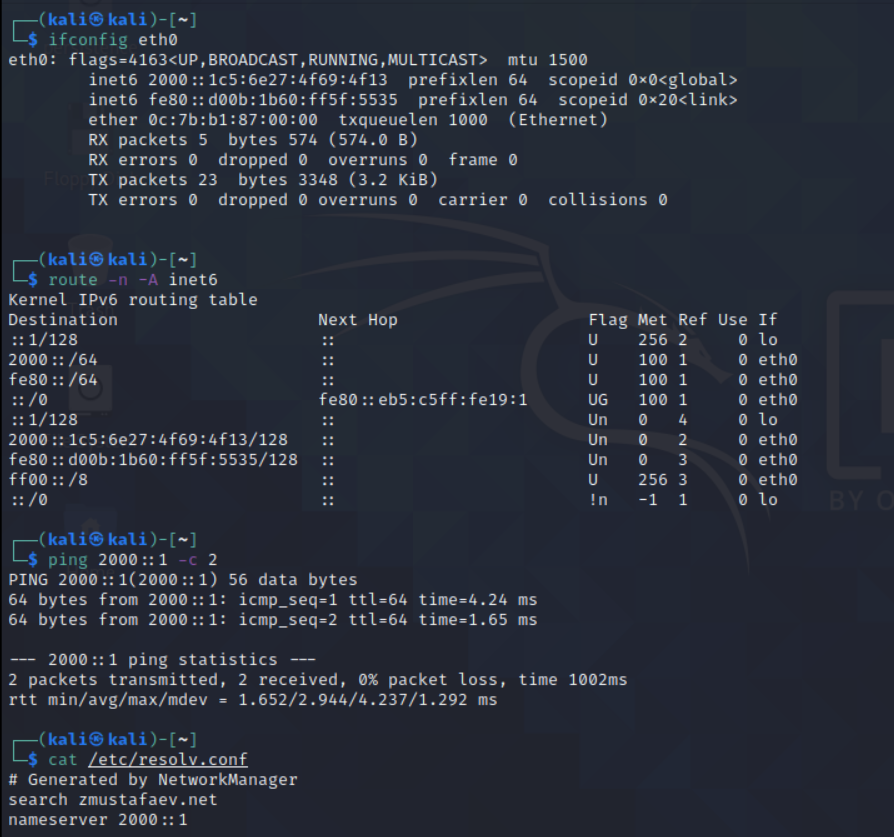 ┌──(kali㉿kali)-[~]
└─$ ifconfig eth0
eth0: flags=4163<UP,BROADCAST,RUNNING,MULTICAST>  mtu 1500
        inet6 2000::1c5:6e27:4f69:4f13  prefixlen 64  scopeid 0×0<global>
        inet6 fe80::d00b:1b60:ff5f:5535  prefixlen 64  scopeid 0×20<link>
        ether 0c:7b:b1:87:00:00  txqueuelen 1000  (Ethernet)
        RX packets 5  bytes 574 (574.0 B)
        RX errors 0  dropped 0  overruns 0  frame 0
        TX packets 23  bytes 3348 (3.2 KiB)
        TX errors 0  dropped 0 overruns 0  carrier 0  collisions 0
┌──(kali㉿kali)-[~]
└─$ route -n -A inet6
Kernel IPv6 routing table
Destination                    Next Hop                   Flag Met Ref Use If
::1/128                        ::                         U    256 2     0 lo
2000::/64                      ::                         U    100 1     0 eth0
fe80::/64                      ::                         U    100 1     0 eth0
::/0                           fe80::eb5:c5ff:fe19:1      UG   100 1     0 eth0
::1/128                        ::                         Un   0   4     0 lo
2000::1c5:6e27:4f69:4f13/128   ::                         Un   0   2     0 eth0
fe80::d00b:1b60:ff5f:5535/128  ::                         Un   0   3     0 eth0
ff00::/8                       ::                         U    256 3     0 eth0
::/0                           ::                         !n   -1  1     0 lo
BY O
┌──(kali㉿kali)-[~]
└─$ ping 2000::1 -c 2
PING 2000::1(2000::1) 56 data bytes
64 bytes from 2000::1: icmp_seq=1 ttl=64 time=4.24 ms
64 bytes from 2000::1: icmp_seq=2 ttl=64 time=1.65 ms
--- 2000::1 ping statistics ---
2 packets transmitted, 2 received, 0% packet loss, time 1002ms
rtt min/avg/max/mdev = 1.652/2.944/4.237/1.292 ms
┌──(kali㉿kali)-[~]
└─$ cat /etc/resolv.conf
# Generated by NetworkManager
search zmustafaev.net
nameserver 2000::1